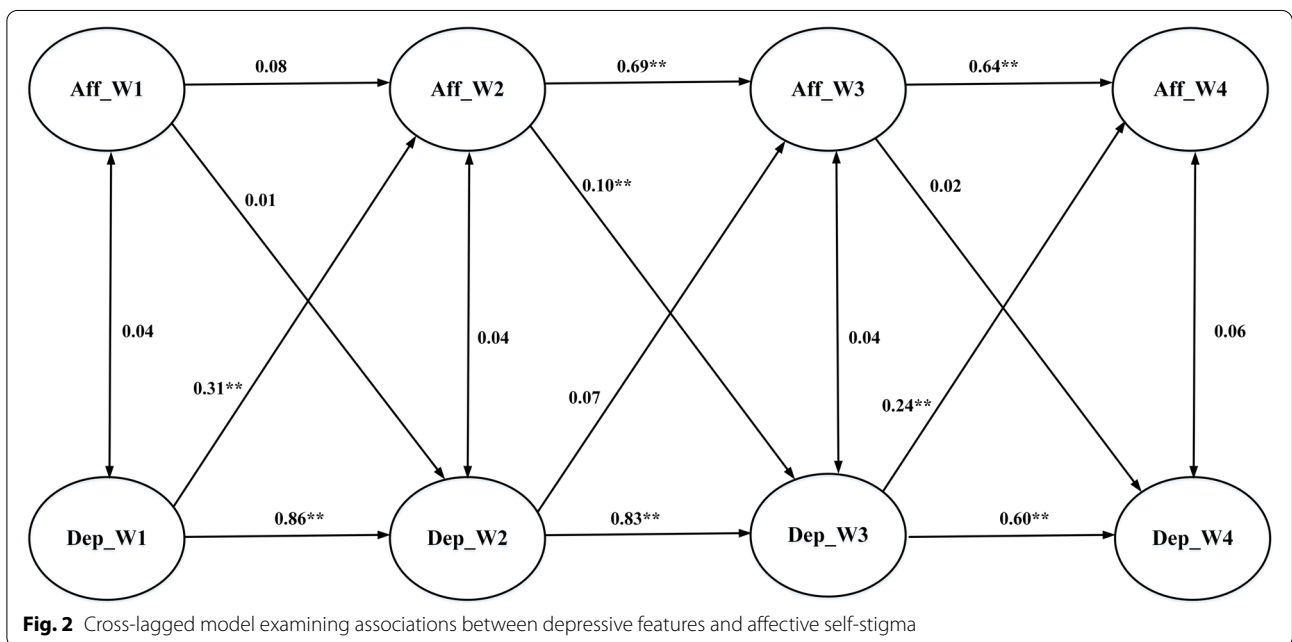 Aff_W1
0.08
Aff_W2
0.69**
Aff_W3
0.64**
Aff_W4
0.01
0.10**
0.02
0.04
0.04
0.04
0.06
0.31**
0.07
0.24**
Dep_W1
0.86**
Dep_W2
0.83**
Dep_W3
0.60**
Dep_W4
Fig. 2 Cross-lagged model examining associations between depressive features and affective self-stigma